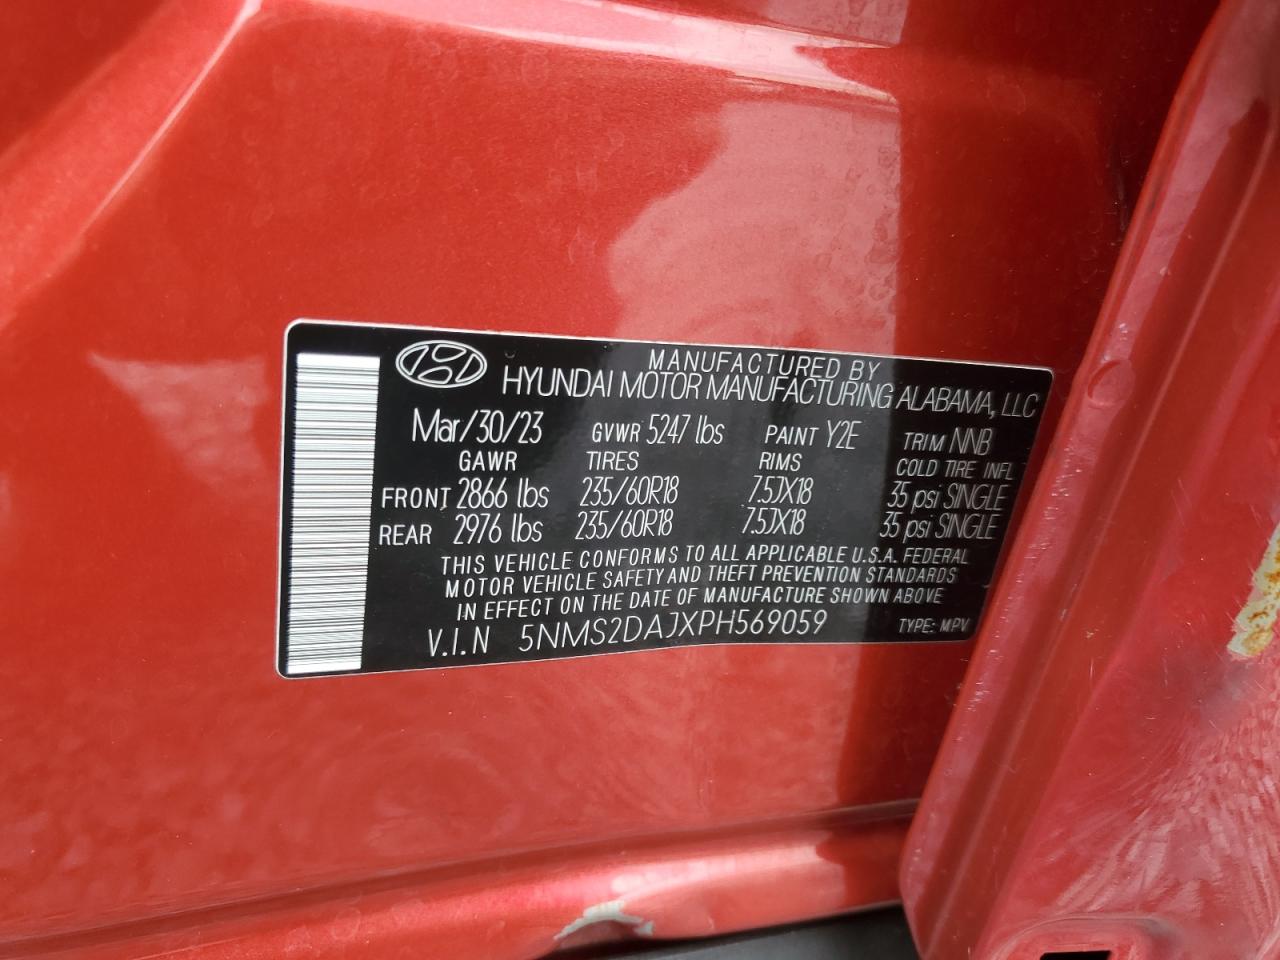 MANUFACTURED BY
HYUNDAI MOTOR MANUFACTURING ALABAMA, LLC
Mar/30/23 GVWR 5247 lbs PAINT Y2E TRIM NNB
GAWR TIRES RIMS COLD TIRE INFL
FRONT 2866 lbs 235/60R18 7.5JX18 35 psi SINGLE
REAR 2976 lbs 235/60R18 7.5JX18 35 psi SINGLE
THIS VEHICLE CONFORMS TO ALL APPLICABLE U.S.A. FEDERAL
MOTOR VEHICLE SAFETY AND THEFT PREVENTION STANDARDS
IN EFFECT ON THE DATE OF MANUFACTURE SHOWN ABOVE
V.I.N 5NMS2DAJXPH569059 TYPE: MPV